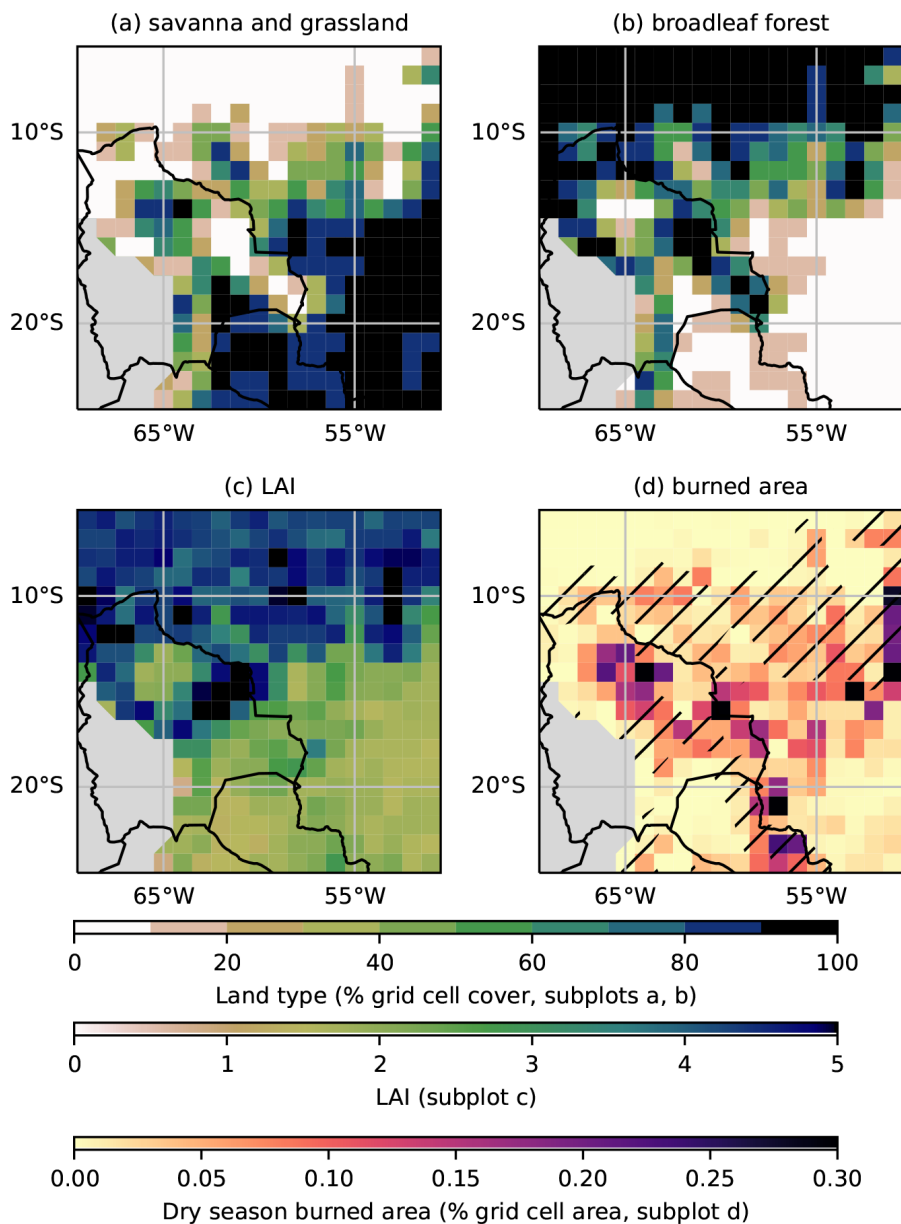 (a) savanna and grassland
(b) broadleaf forest
10°S
20°S
10°S
20°S
65°W 55°W
65°W 55°W
(c) LAI
(d) burned area
10°S
20°S
10°S
20°S
65°W 55°W
65°W 55°W
0 20 40 60 80 100
Land type (% grid cell cover, subplots a, b)
0 1 2 3 4 5
LAI (subplot c)
0.00 0.05 0.10 0.15 0.20 0.25 0.30
Dry season burned area (% grid cell area, subplot d)